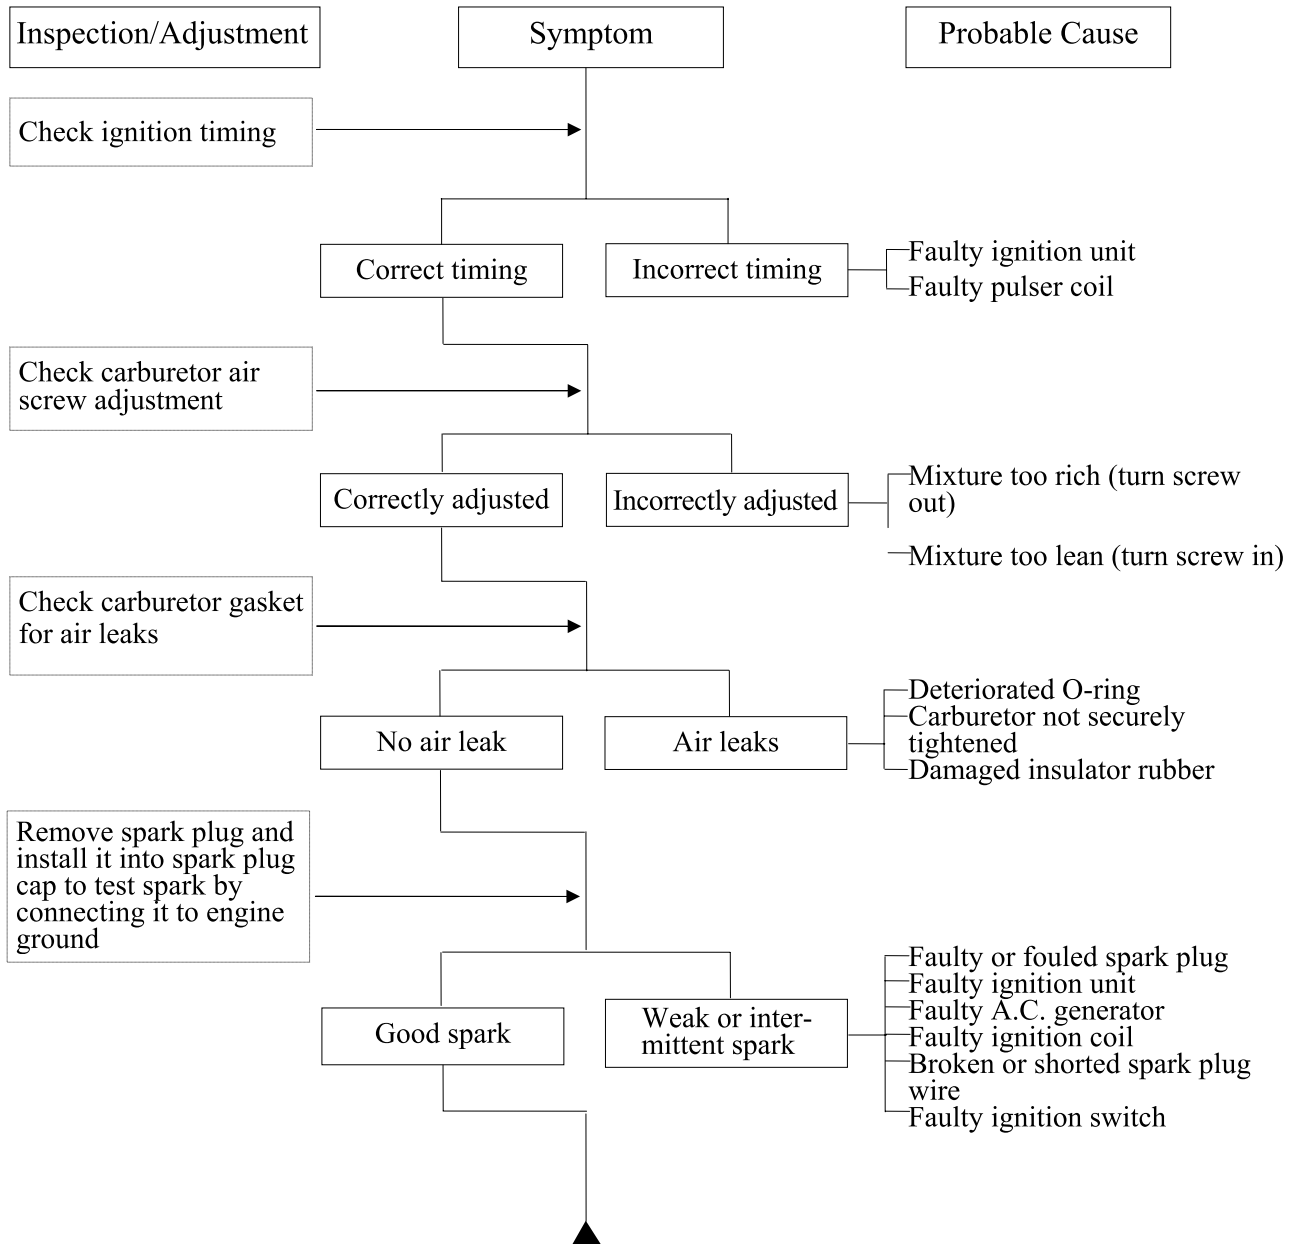 Inspection/Adjustment
Symptom
Probable Cause
Check ignition timing
Correct timing
Incorrect timing
Faulty ignition unit
Faulty pulser coil
Check carburetor air
screw adjustment
Correctly adjusted
Incorrectly adjusted
Mixture too rich (turn screw
out)
Mixture too lean (turn screw in)
Check carburetor gasket
for air leaks
No air leak
Air leaks
Deteriorated O-ring
Carburetor not securely
tightened
Damaged insulator rubber
Remove spark plug and
install it into spark plug
cap to test spark by
connecting it to engine
ground
Good spark
Weak or inter-
mittent spark
Faulty or fouled spark plug
Faulty ignition unit
Faulty A.C. generator
Faulty ignition coil
Broken or shorted spark plug
wire
Faulty ignition switch